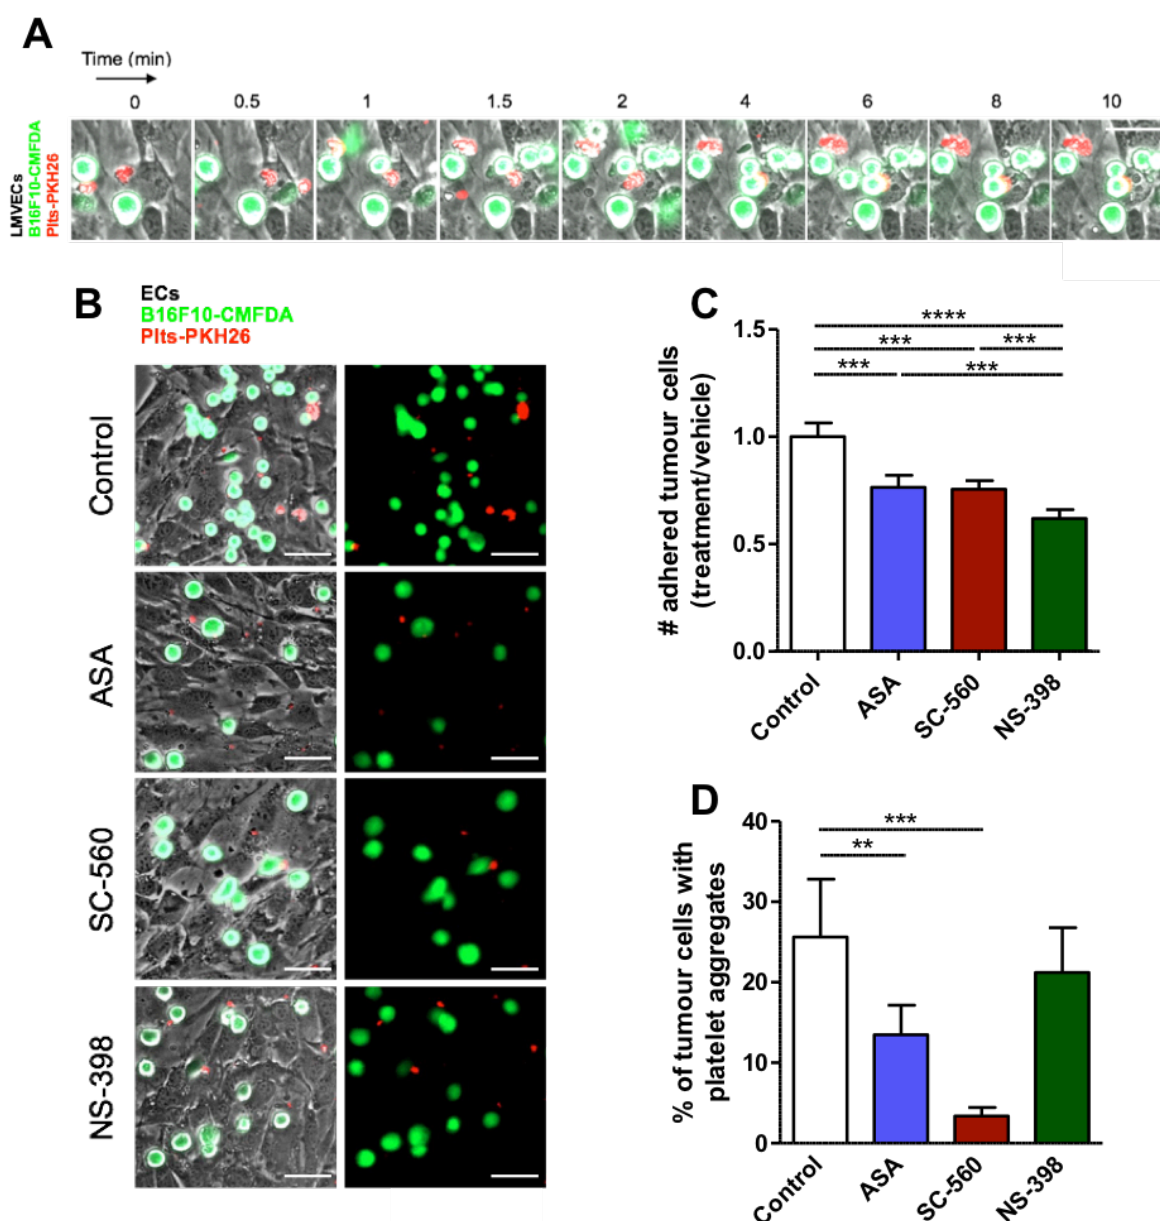 A
Time (min)
0 0.5 1 1.5 2 4 6 8 10
LMVECs
B16F10-CMFDA
Plts-PKH26
B
ECs
B16F10-CMFDA
Plts-PKH26
Control
ASA
SC-560
NS-398
C
# adhered tumour cells
(treatment/vehicle)
1.5
1.0
0.5
0.0
****
*** ***
*** ***
Control ASA SC-560 NS-398
D
% of tumour cells with
platelet aggregates
40
30
20
10
0
***
**
Control ASA SC-560 NS-398